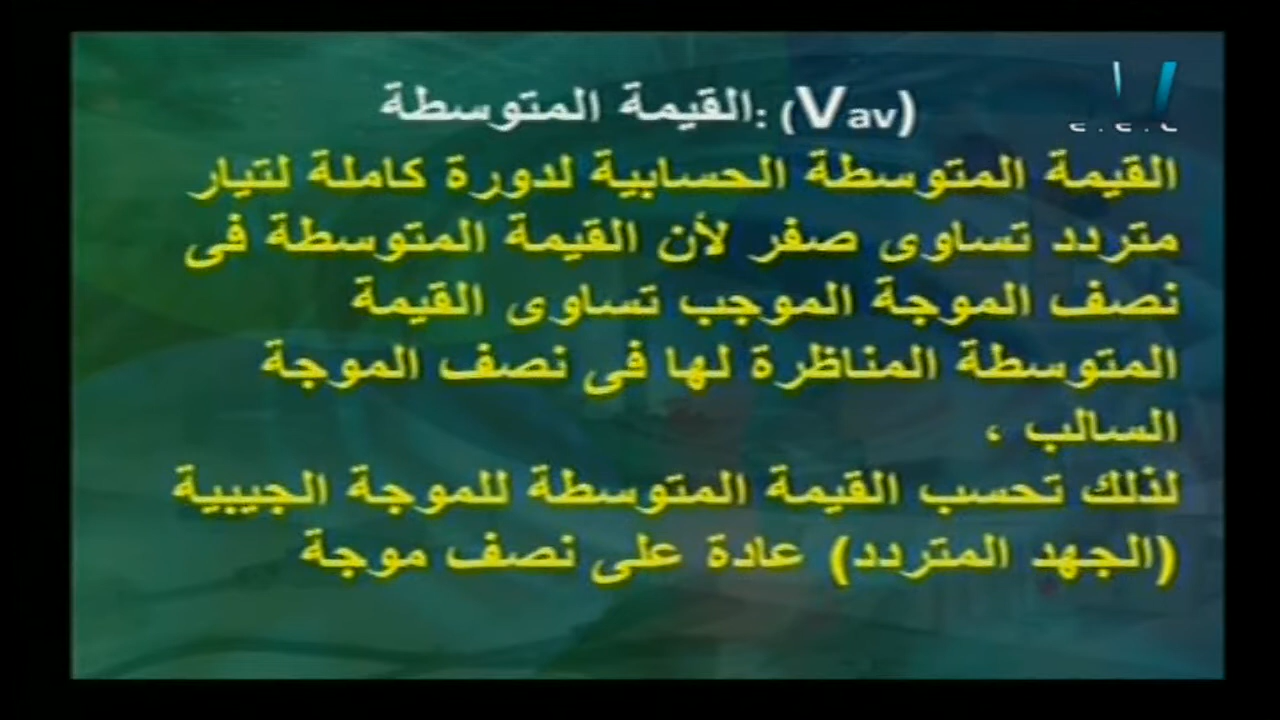 القيمة المتوسطة: (Vav)
القيمة المتوسطة الحسابية لدورة كاملة لتيار
متردد تساوى صفر لأن القيمة المتوسطة فى
نصف الموجة الموجب تساوى القيمة
المتوسطة المناظرة لها فى نصف الموجة
السالب ،
لذلك تحسب القيمة المتوسطة للموجة الجيبية
(الجهد المتردد) عادة على نصف موجة